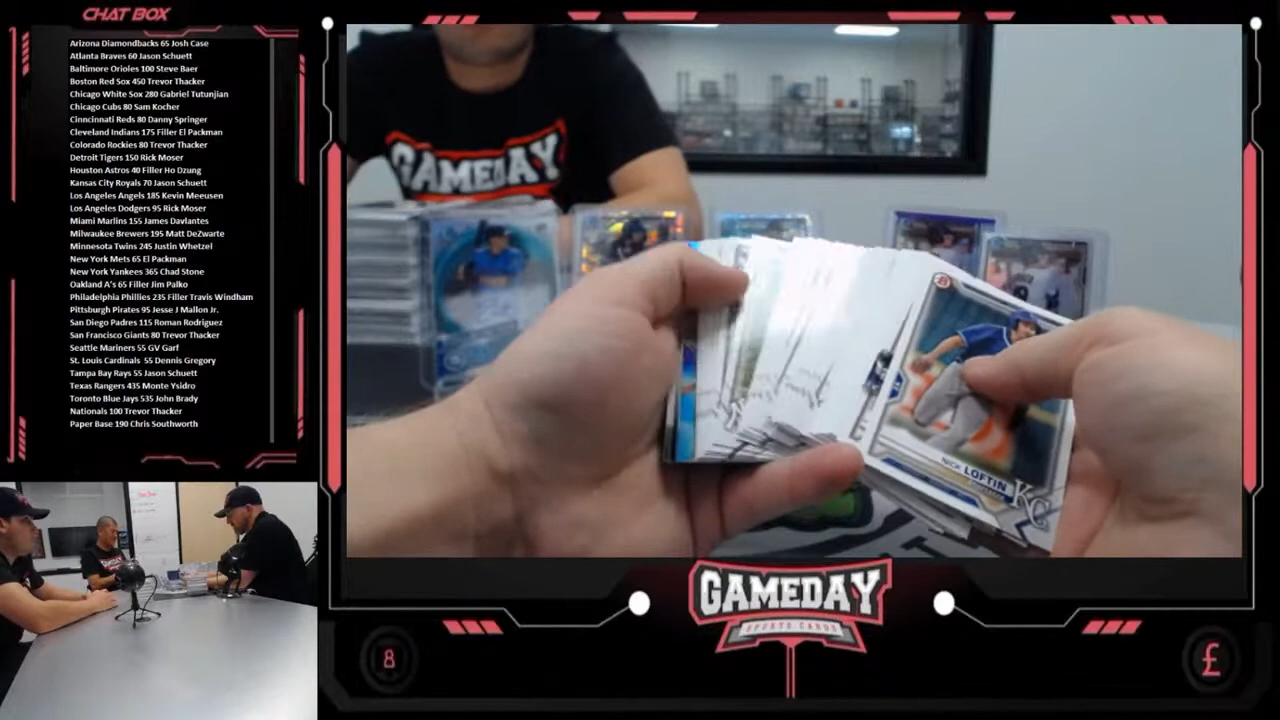 CHAT BOX
Arizona Diamondbacks 65 Josh Case
Atlanta Braves 60 Jason Schuett
Baltimore Orioles 100 Steve Baer
Boston Red Sox 450 Trevor Thacker
Chicago White Sox 280 Gabriel Tutunjian
Chicago Cubs 80 Sam Kocher
Cinncinati Reds 80 Danny Springer
Cleveland Indians 175 Filler El Packman
Colorado Rockies 80 Trevor Thacker
Detroit Tigers 150 Rick Moser
Houston Astros 40 Filler Ho Dzung
Kansas City Royals 70 Jason Schuett
Los Angeles Angels 185 Kevin Meeusen
Los Angeles Dodgers 95 Rick Moser
Miami Marlins 155 James Davlantes
Milwaukee Brewers 195 Matt DeZwarte
Minnesota Twins 245 Justin Whetzel
New York Mets 65 El Packman
New York Yankees 365 Chad Stone
Oakland A's 65 Filler Jim Palko
Philadelphia Phillies 235 Filler Travis Windham
Pittsburgh Pirates 95 Jesse J Mallon Jr.
San Diego Padres 115 Roman Rodriguez
San Francisco Giants 80 Trevor Thacker
Seattle Mariners 55 GV Garf
St. Louis Cardinals 55 Dennis Gregory
Tampa Bay Rays 55 Jason Schuett
Texas Rangers 435 Monte Ysidro
Toronto Blue Jays 535 John Brady
Nationals 100 Trevor Thacker
Paper Base 190 Chris Southworth
GAMEDAY
B
NICK LOFTIN
KC
GAMEDAY
SPORTS CARDS
8
£